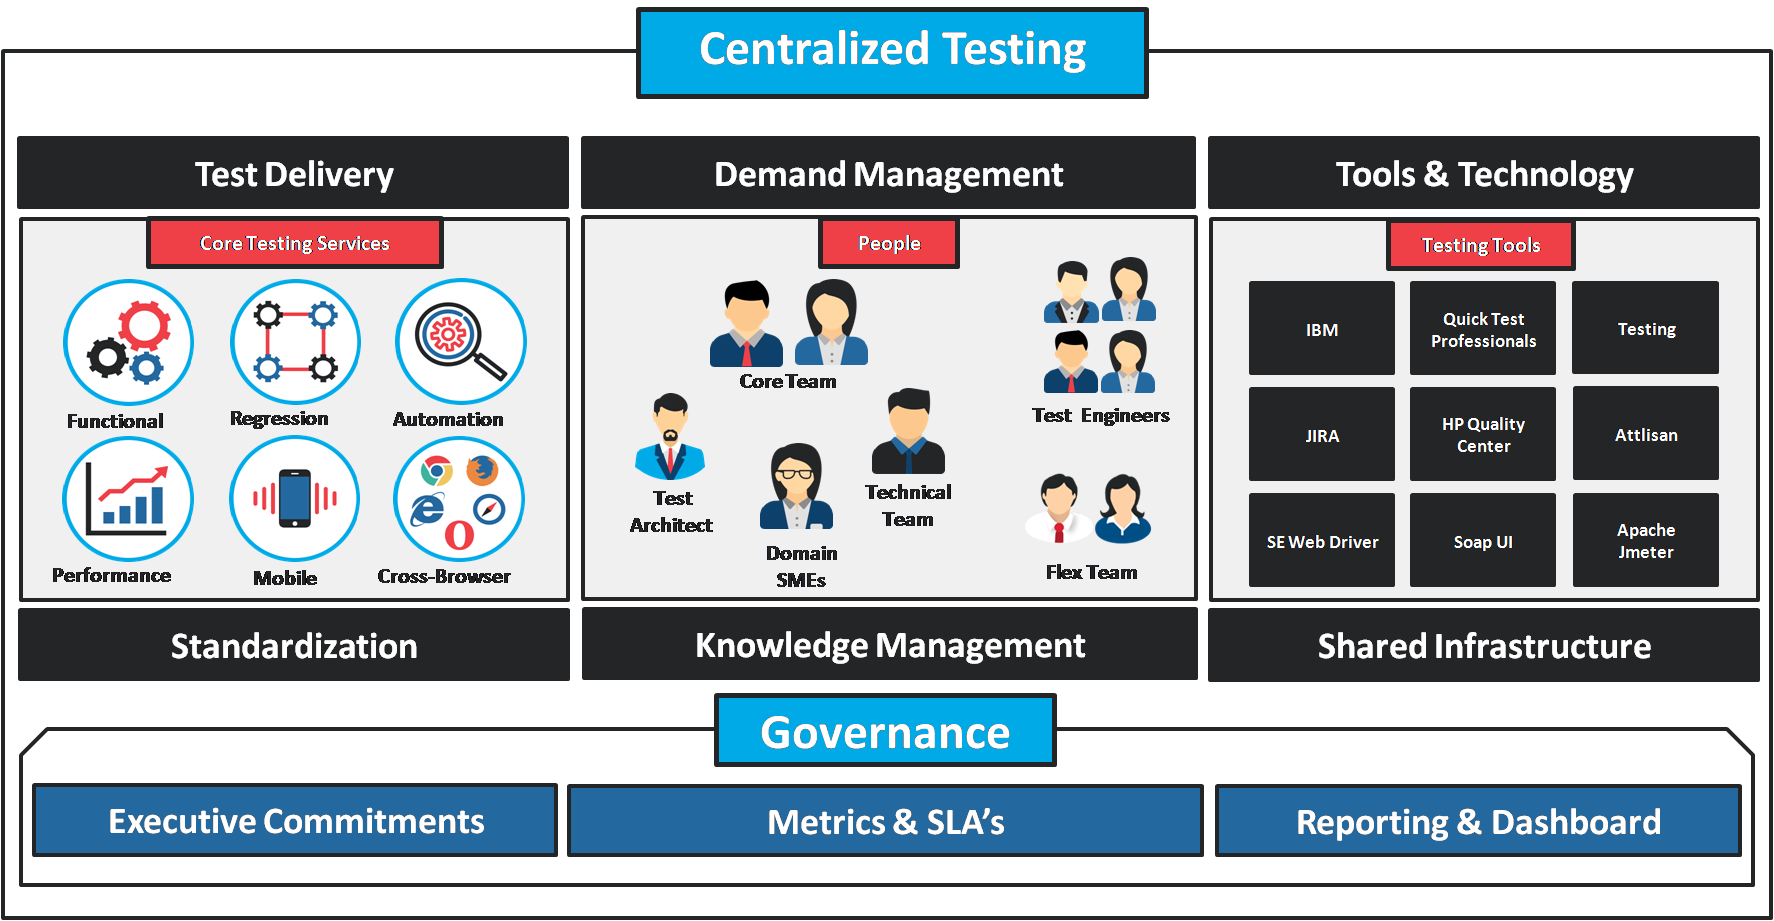 Centralized Testing
Test Delivery
Demand Management
Tools & Technology
Core Testing Services
People
Testing Tools
Functional
Regression
Automation
Performance
Mobile
Cross-Browser
Core Team
Test Engineers
Test
Architect
Domain
SMEs
Technical
Team
Flex Team
IBM
Quick Test
Professionals
Testing
JIRA
HP Quality
Center
Attlisan
SE Web Driver
Soap UI
Apache
Jmeter
Standardization
Knowledge Management
Shared Infrastructure
Governance
Executive Commitments
Metrics & SLA’s
Reporting & Dashboard